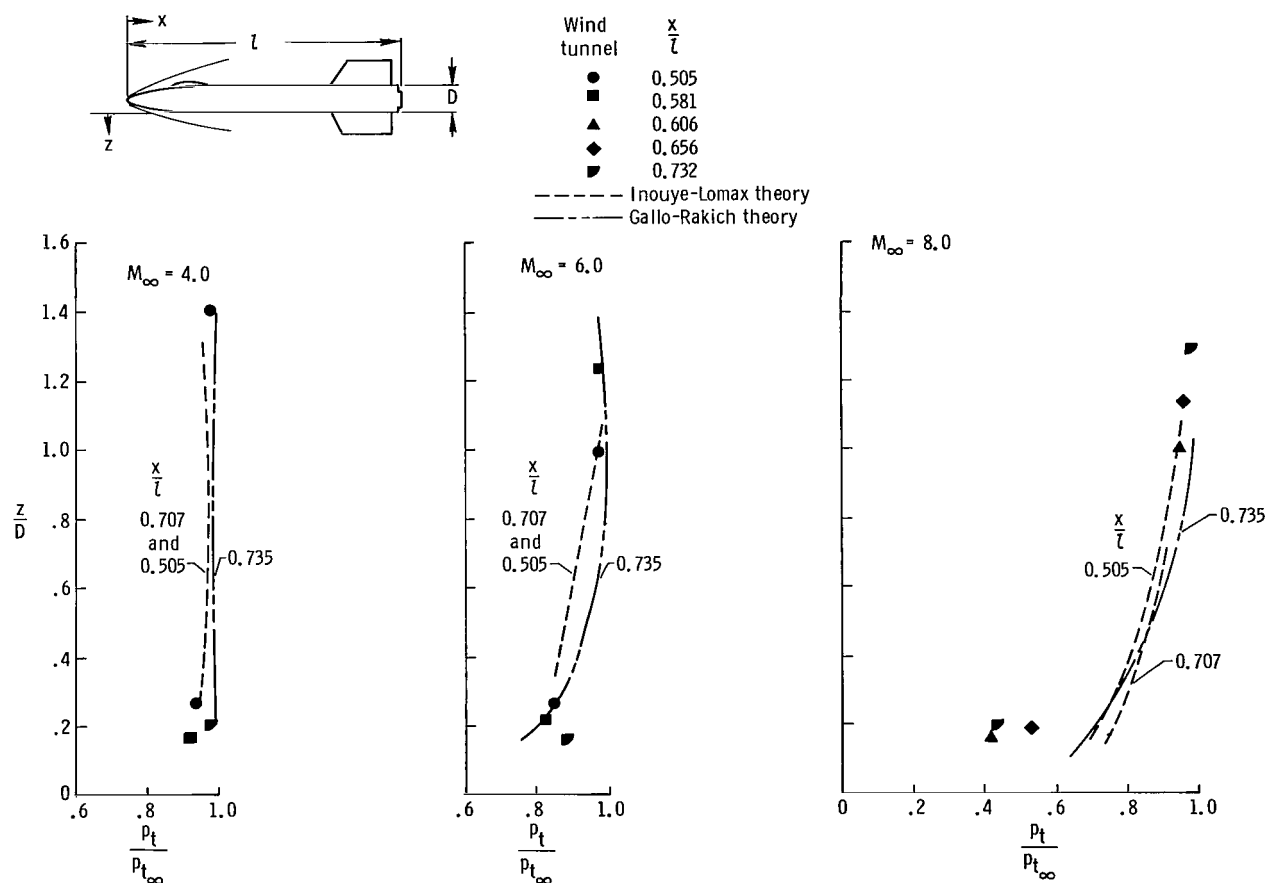 x
l
D
z
Wind tunnel x/l
0.505
0.581
0.606
0.656
0.732
Inouye-Lomax theory
Gallo-Rakich theory
M∞ = 4.0
1.6
1.4
1.2
1.0
.8
.6
.4
.2
0
z/D
x/l
0.707
and
0.505
0.735
.6 .8 1.0
pt/pt∞
M∞ = 6.0
x/l
0.707
and
0.505
0.735
.6 .8 1.0
pt/pt∞
M∞ = 8.0
x/l
0.505
0.735
0.707
0 .2 .4 .6 .8 1.0
pt/pt∞